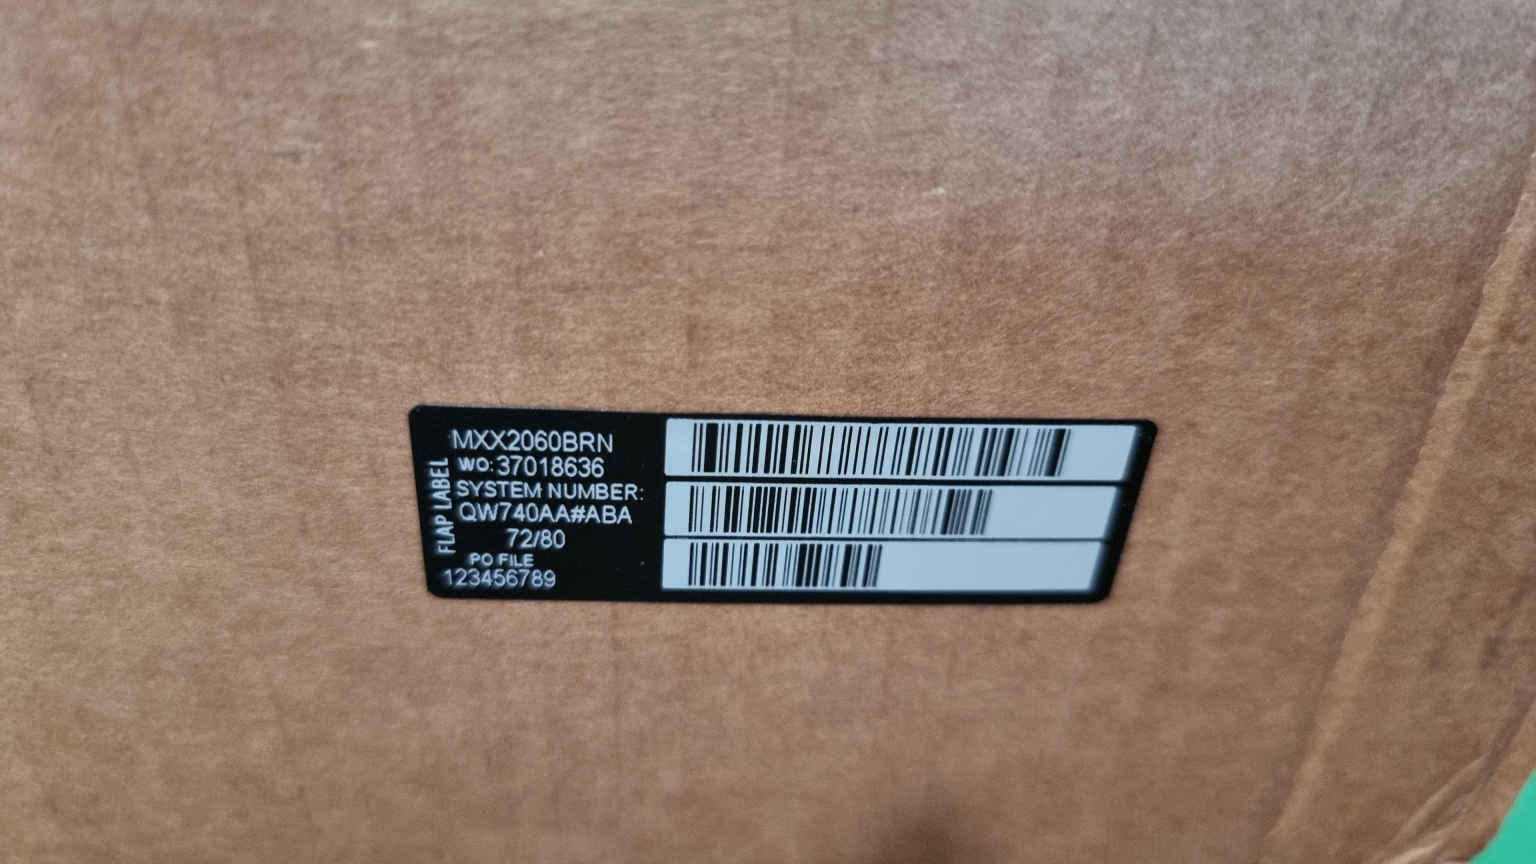 FLAP LABEL
MXX2060BRN
WO: 37018636
SYSTEM NUMBER:
QW740AA#ABA
72/80
PO FILE
123456789